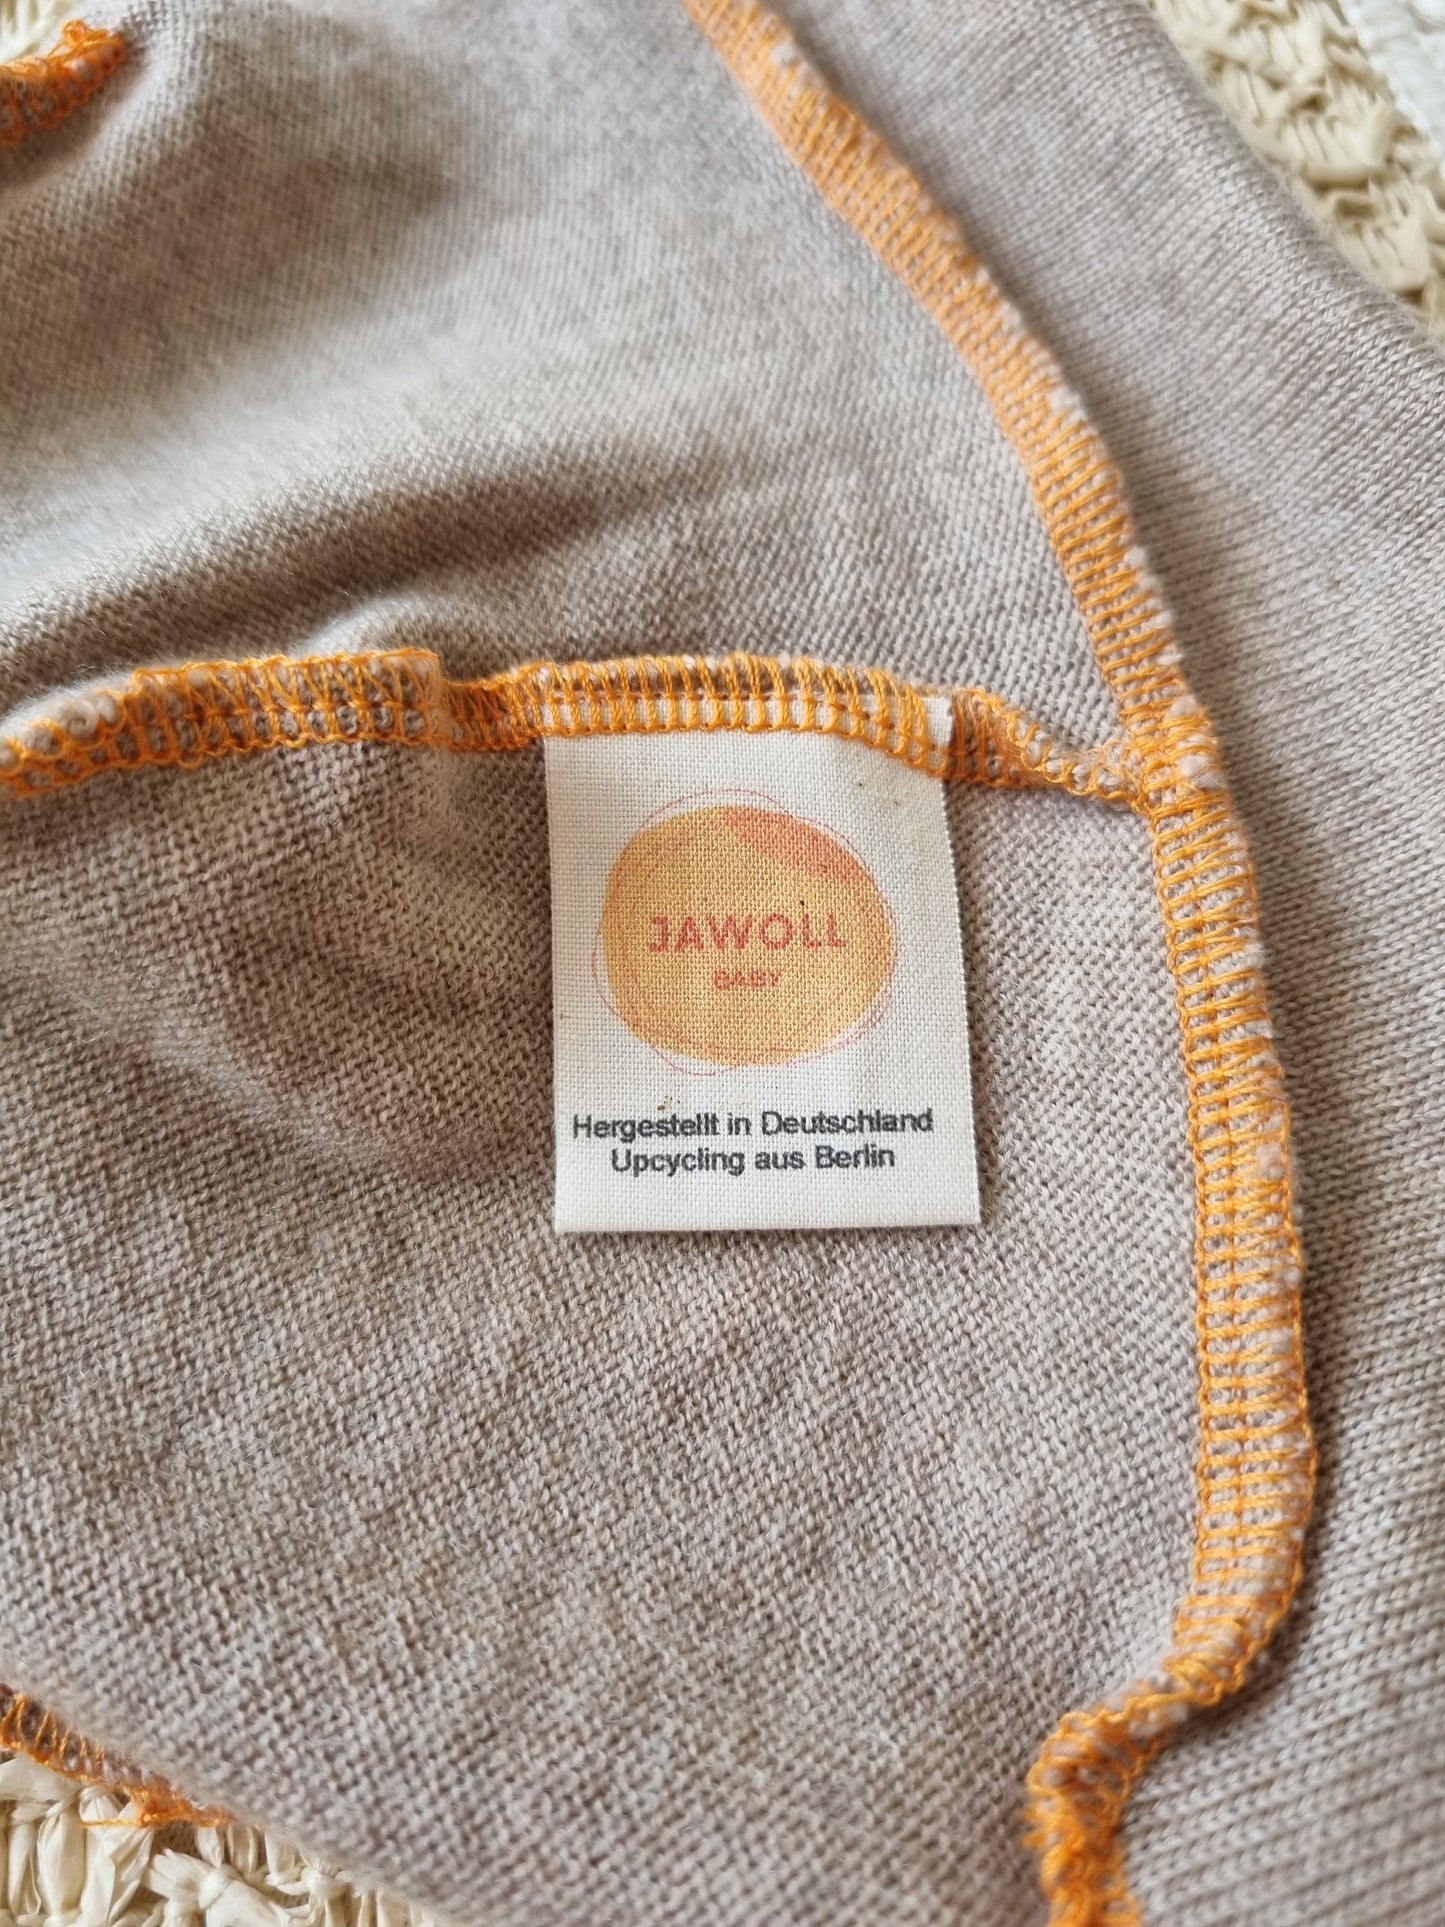 JAWOLL
BABY
Hergestellt in Deutschland
Upcycling aus Berlin